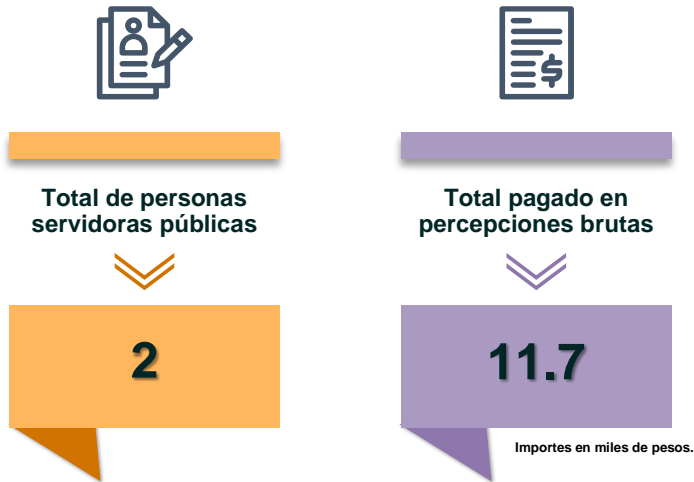 Total de personas
servidoras públicas
2
Total pagado en
percepciones brutas
11.7
Importes en miles de pesos.